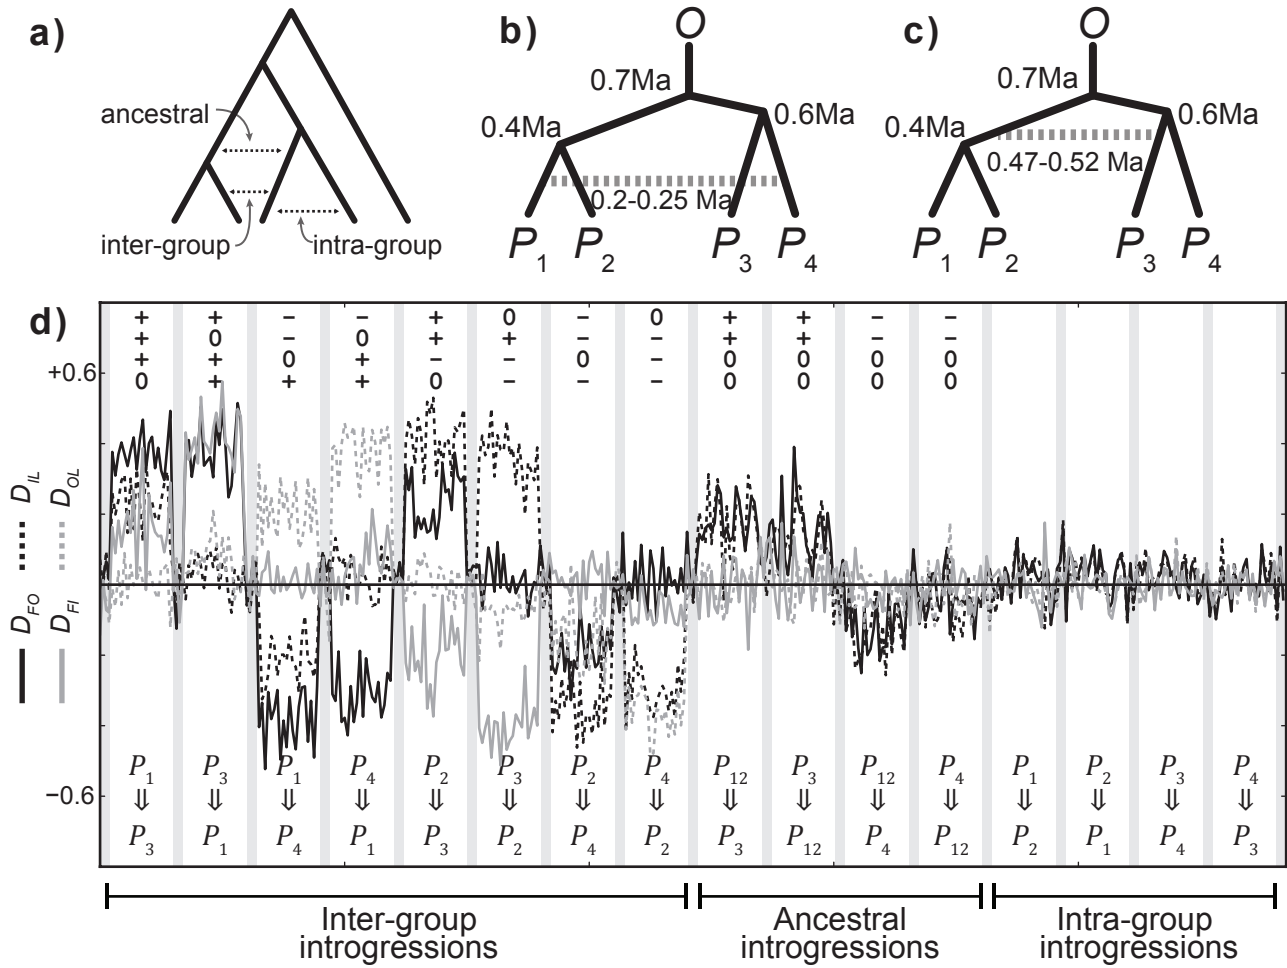 a)
ancestral
inter-group
intra-group
b)
O
0.7Ma
0.4Ma
0.6Ma
0.2-0.25 Ma
P1 P2 P3 P4
c)
O
0.7Ma
0.4Ma
0.6Ma
0.47-0.52 Ma
P1 P2 P3 P4
d)
+ + − − + 0 − 0 + + − −
+ 0 − 0 − + − − + + − −
+ + 0 + − − 0 − 0 0 0 0
0 + + + 0 − − − 0 0 0 0
+0.6
−0.6
DFO DIL
DFI DOL
P1 P3 P1 P4 P2 P3 P2 P4 P12 P3 P12 P4 P1 P2 P3 P4
⇓ ⇓ ⇓ ⇓ ⇓ ⇓ ⇓ ⇓ ⇓ ⇓ ⇓ ⇓ ⇓ ⇓ ⇓ ⇓
P3 P1 P4 P1 P3 P2 P4 P2 P3 P12 P4 P12 P2 P1 P4 P3
Inter-group
introgressions
Ancestral
introgressions
Intra-group
introgressions